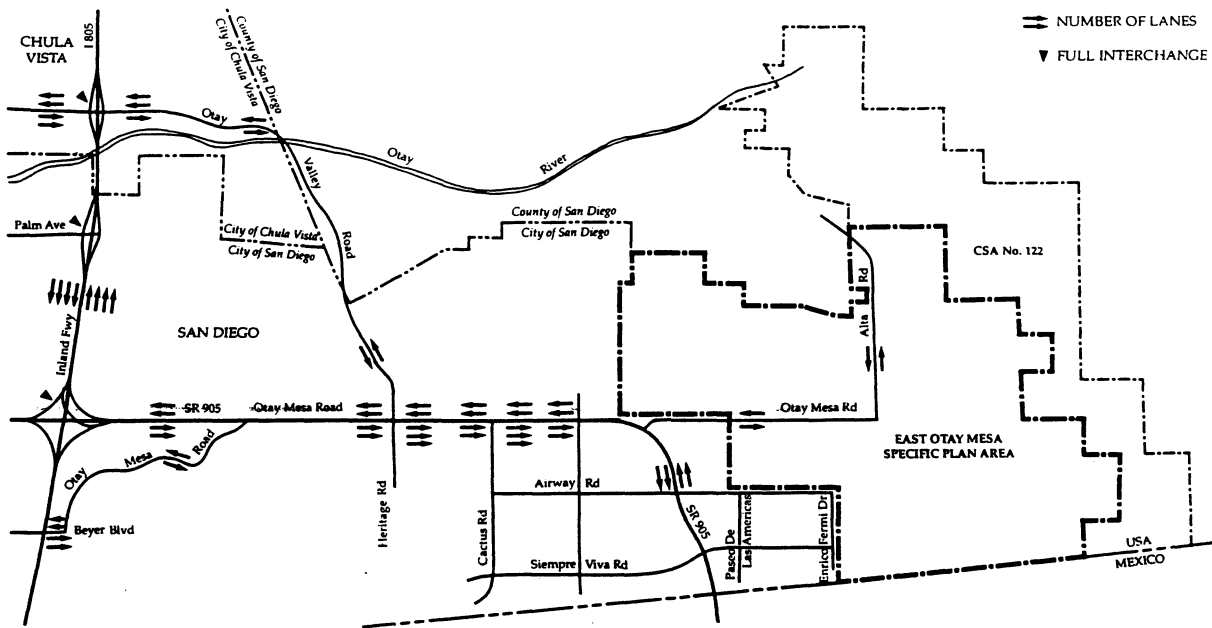 NUMBER OF LANES
FULL INTERCHANGE
CHULA
VISTA
I 805
County of San Diego
City of Chula Vista
Otay
Valley
Road
Otay
River
Palm Ave
City of Chula Vista
City of San Diego
County of San Diego
City of San Diego
CSA No. 122
Alta Rd
Inland Fwy
SAN DIEGO
SR 905
Otay Mesa Road
Otay Mesa Rd
EAST OTAY MESA
SPECIFIC PLAN AREA
Otay Mesa Road
Beyer Blvd
Heritage Rd
Cactus Rd
Airway Rd
SR 905
Paseo De
Las Americas
Enrico Fermi Dr
Siempre Viva Rd
USA
MEXICO